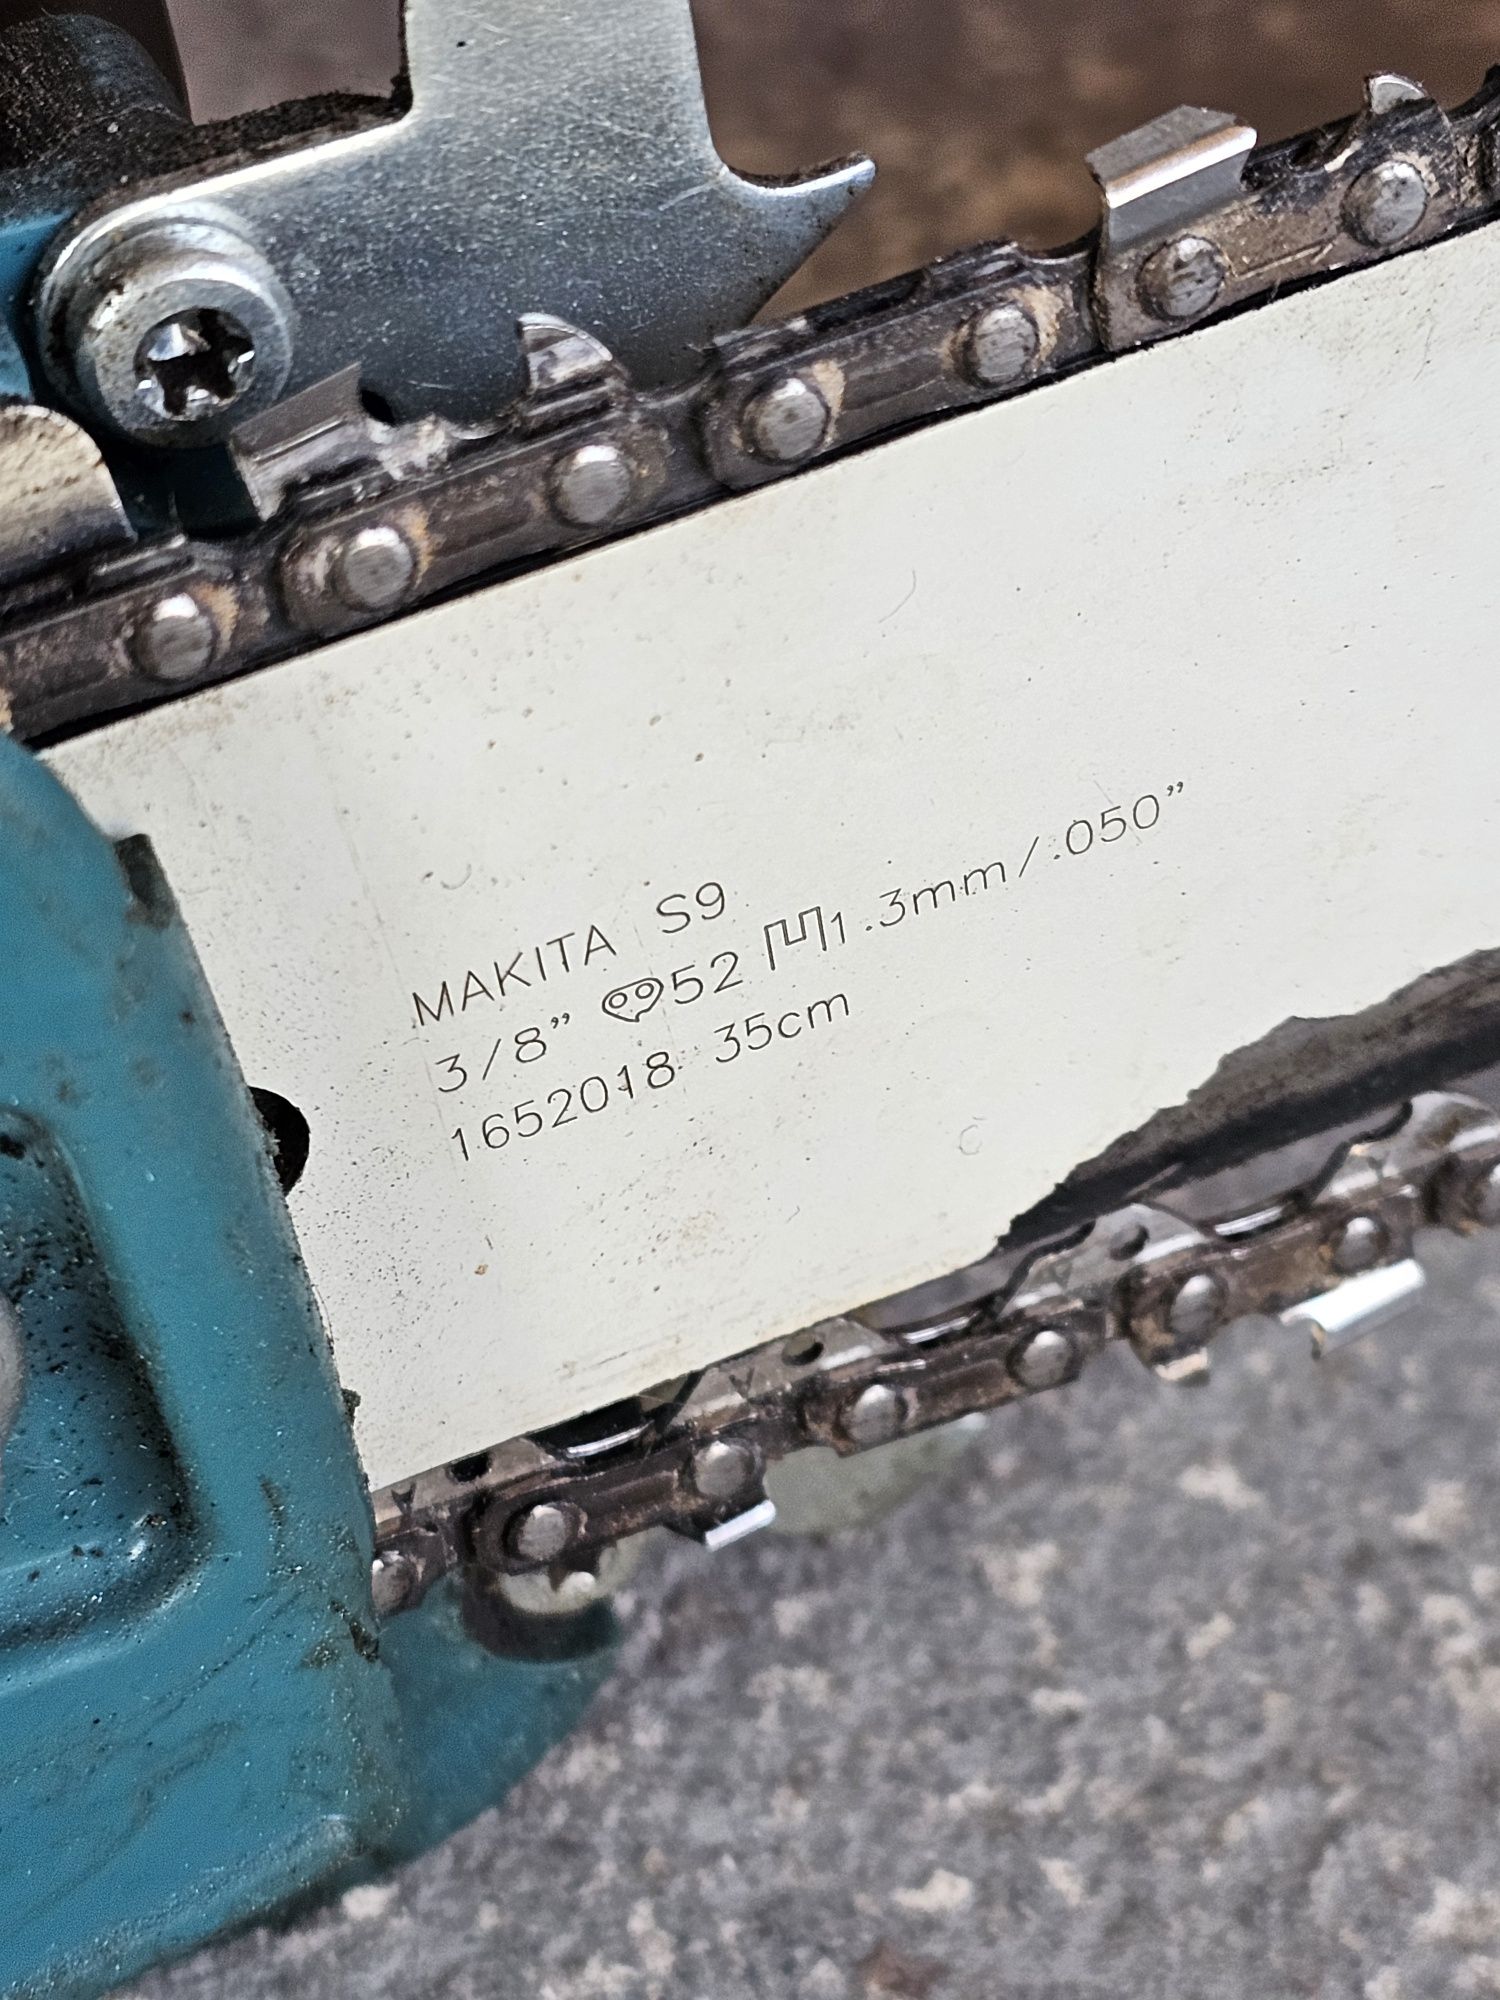 MAKITA S9
3/8” 52 1.3mm/.050”
1652018 35cm